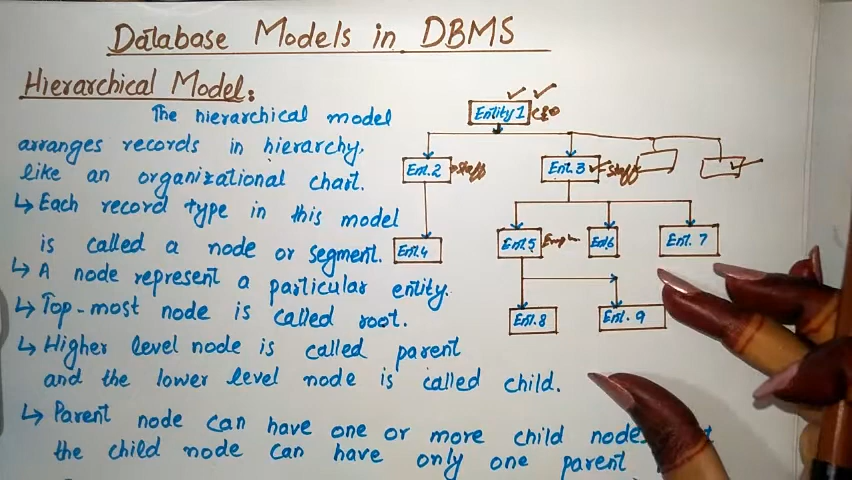 Database Models in DBMS
Hierarchical Model:
The hierarchical model
arranges records in hierarchy.
like an organizational chart.
↳ Each record type in this model
is called a node or segment.
↳ A node represent a particular entity.
↳ Top-most node is called root.
↳ Higher level node is called parent
and the lower level node is called child.
↳ Parent node can have one or more child nodes
the child node can have only one parent
Entity 1 CEO
Ent. 2 Staff
Ent. 3 Staff
Ent. 4
Ent. 5
Ent 6
Ent. 7
Ent. 8
Ent. 9